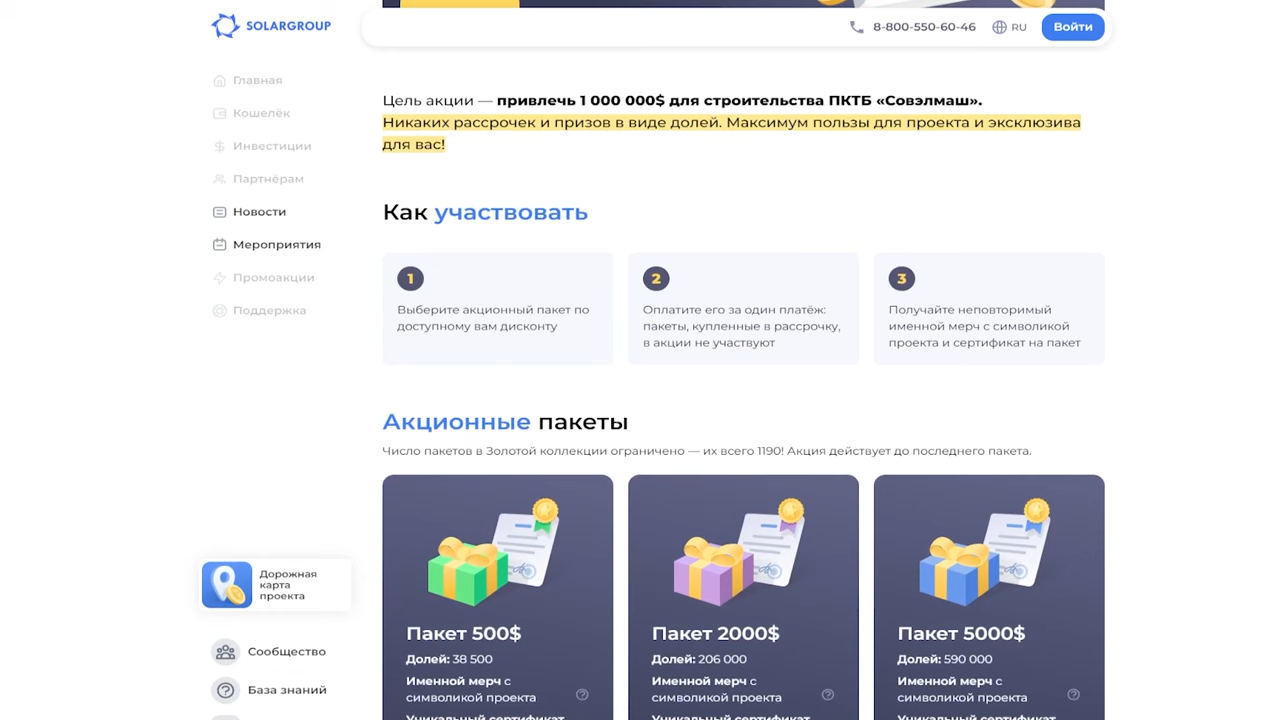 SOLARGROUP
8-800-550-60-46
RU
Войти
Главная
Кошелёк
Инвестиции
Партнёрам
Новости
Мероприятия
Промоакции
Поддержка
Дорожная
карта
проекта
Сообщество
База знаний
Цель акции — привлечь 1 000 000$ для строительства ПКТБ «Совэлмаш».
Никаких рассрочек и призов в виде долей. Максимум пользы для проекта и эксклюзива
для вас!
Как участвовать
1
Выберите акционный пакет по
доступному вам дисконту
2
Оплатите его за один платёж:
пакеты, купленные в рассрочку,
в акции не участвуют
3
Получайте неповторимый
именной мерч с символикой
проекта и сертификат на пакет
Акционные пакеты
Число пакетов в Золотой коллекции ограничено — их всего 1190! Акция действует до последнего пакета.
Пакет 500$
Долей: 38 500
Именной мерч с
символикой проекта
Уникальный сертификат
Пакет 2000$
Долей: 206 000
Именной мерч с
символикой проекта
Уникальный сертификат
Пакет 5000$
Долей: 590 000
Именной мерч с
символикой проекта
Уникальный сертификат